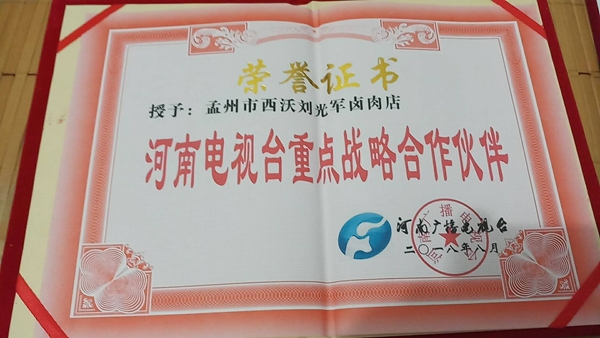 荣誉证书
授予：孟州市西沃刘光军卤肉店
河南电视台重点战略合作伙伴
河南广播电视台
二〇一八年八月